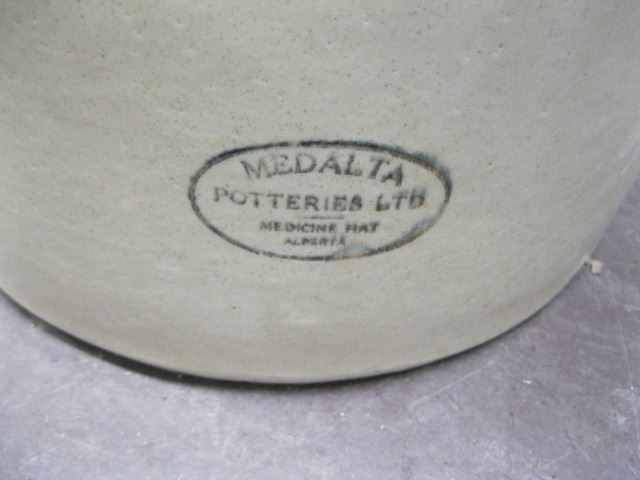 MEDALTA
POTTERIES LTD
MEDICINE HAT
ALBERTA